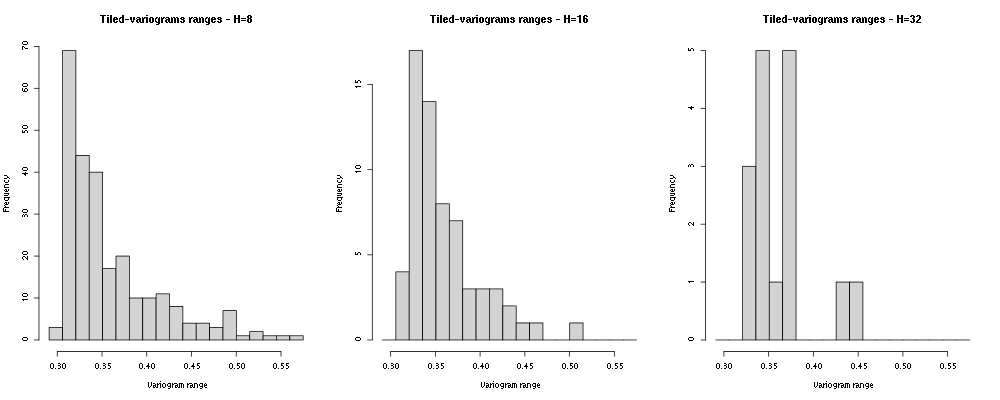 Tiled-variograms ranges - H=8
Tiled-variograms ranges - H=16
Tiled-variograms ranges - H=32
Frequency
0
10
20
30
40
50
60
70
0.30 0.35 0.40 0.45 0.50 0.55
Variogram range
Frequency
0
5
10
15
0.30 0.35 0.40 0.45 0.50 0.55
Variogram range
Frequency
0
1
2
3
4
5
0.30 0.35 0.40 0.45 0.50 0.55
Variogram range